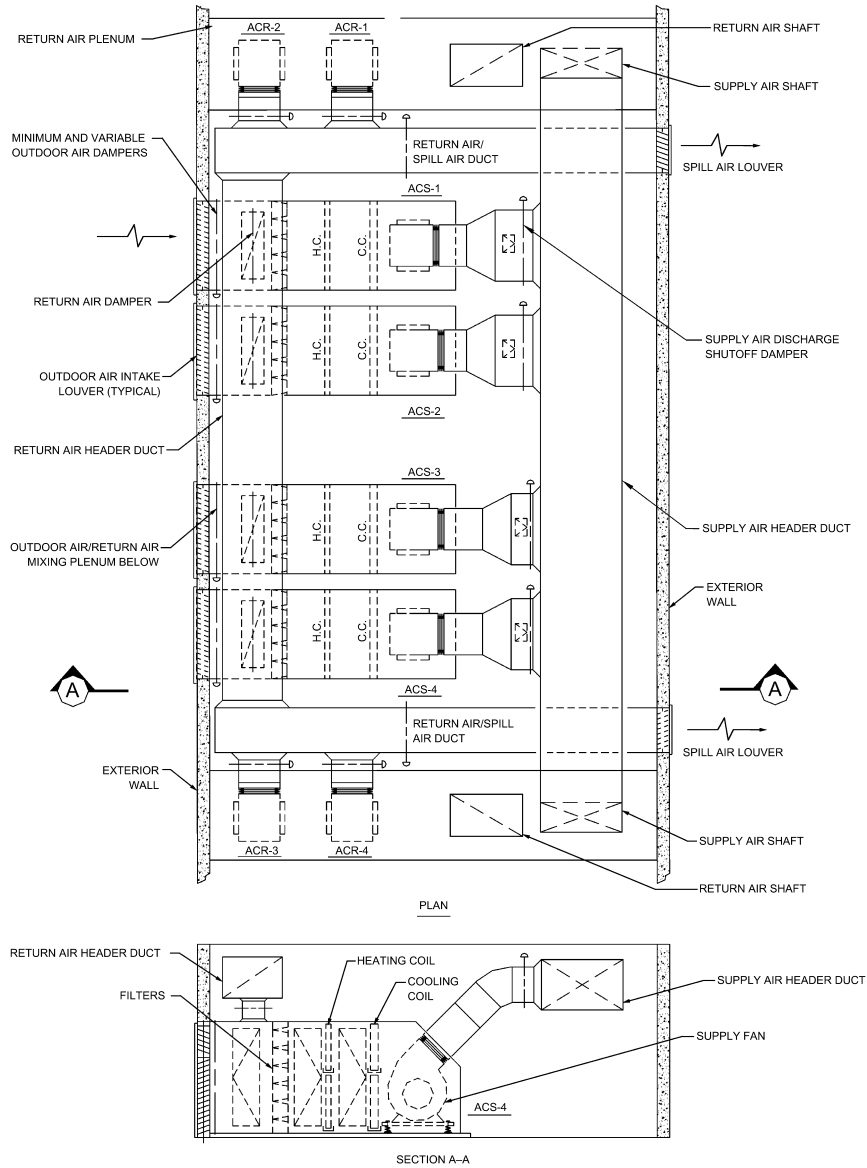 ACR-2
ACR-1
RETURN AIR PLENUM
RETURN AIR SHAFT
SUPPLY AIR SHAFT
MINIMUM AND VARIABLE
OUTDOOR AIR DAMPERS
RETURN AIR/
SPILL AIR DUCT
SPILL AIR LOUVER
ACS-1
H.C.
C.C.
RETURN AIR DAMPER
H.C.
C.C.
SUPPLY AIR DISCHARGE
SHUTOFF DAMPER
OUTDOOR AIR INTAKE
LOUVER (TYPICAL)
ACS-2
RETURN AIR HEADER DUCT
ACS-3
H.C.
C.C.
SUPPLY AIR HEADER DUCT
OUTDOOR AIR/RETURN AIR
MIXING PLENUM BELOW
EXTERIOR
WALL
H.C.
C.C.
A
A
ACS-4
RETURN AIR/SPILL
AIR DUCT
SPILL AIR LOUVER
EXTERIOR
WALL
SUPPLY AIR SHAFT
ACR-3
ACR-4
RETURN AIR SHAFT
PLAN
RETURN AIR HEADER DUCT
HEATING COIL
COOLING
COIL
SUPPLY AIR HEADER DUCT
FILTERS
SUPPLY FAN
ACS-4
SECTION A–A